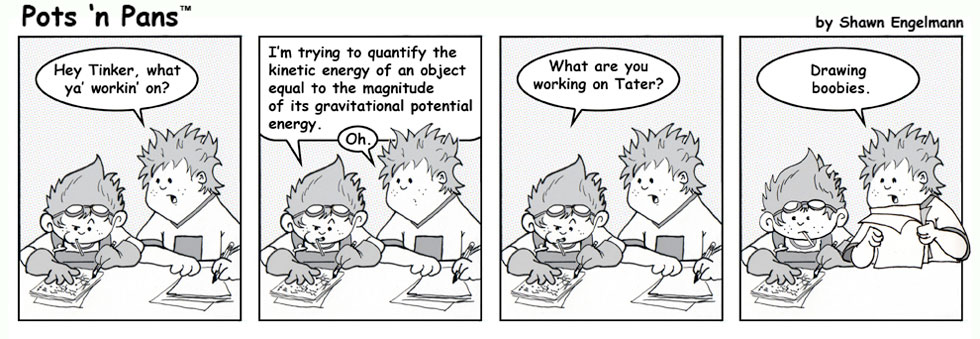 Pots 'n Pans™
by Shawn Engelmann
Hey Tinker, what
ya' workin' on?
I'm trying to quantify the
kinetic energy of an object
equal to the magnitude
of its gravitational potential
energy.
Oh.
What are you
working on Tater?
Drawing
boobies.